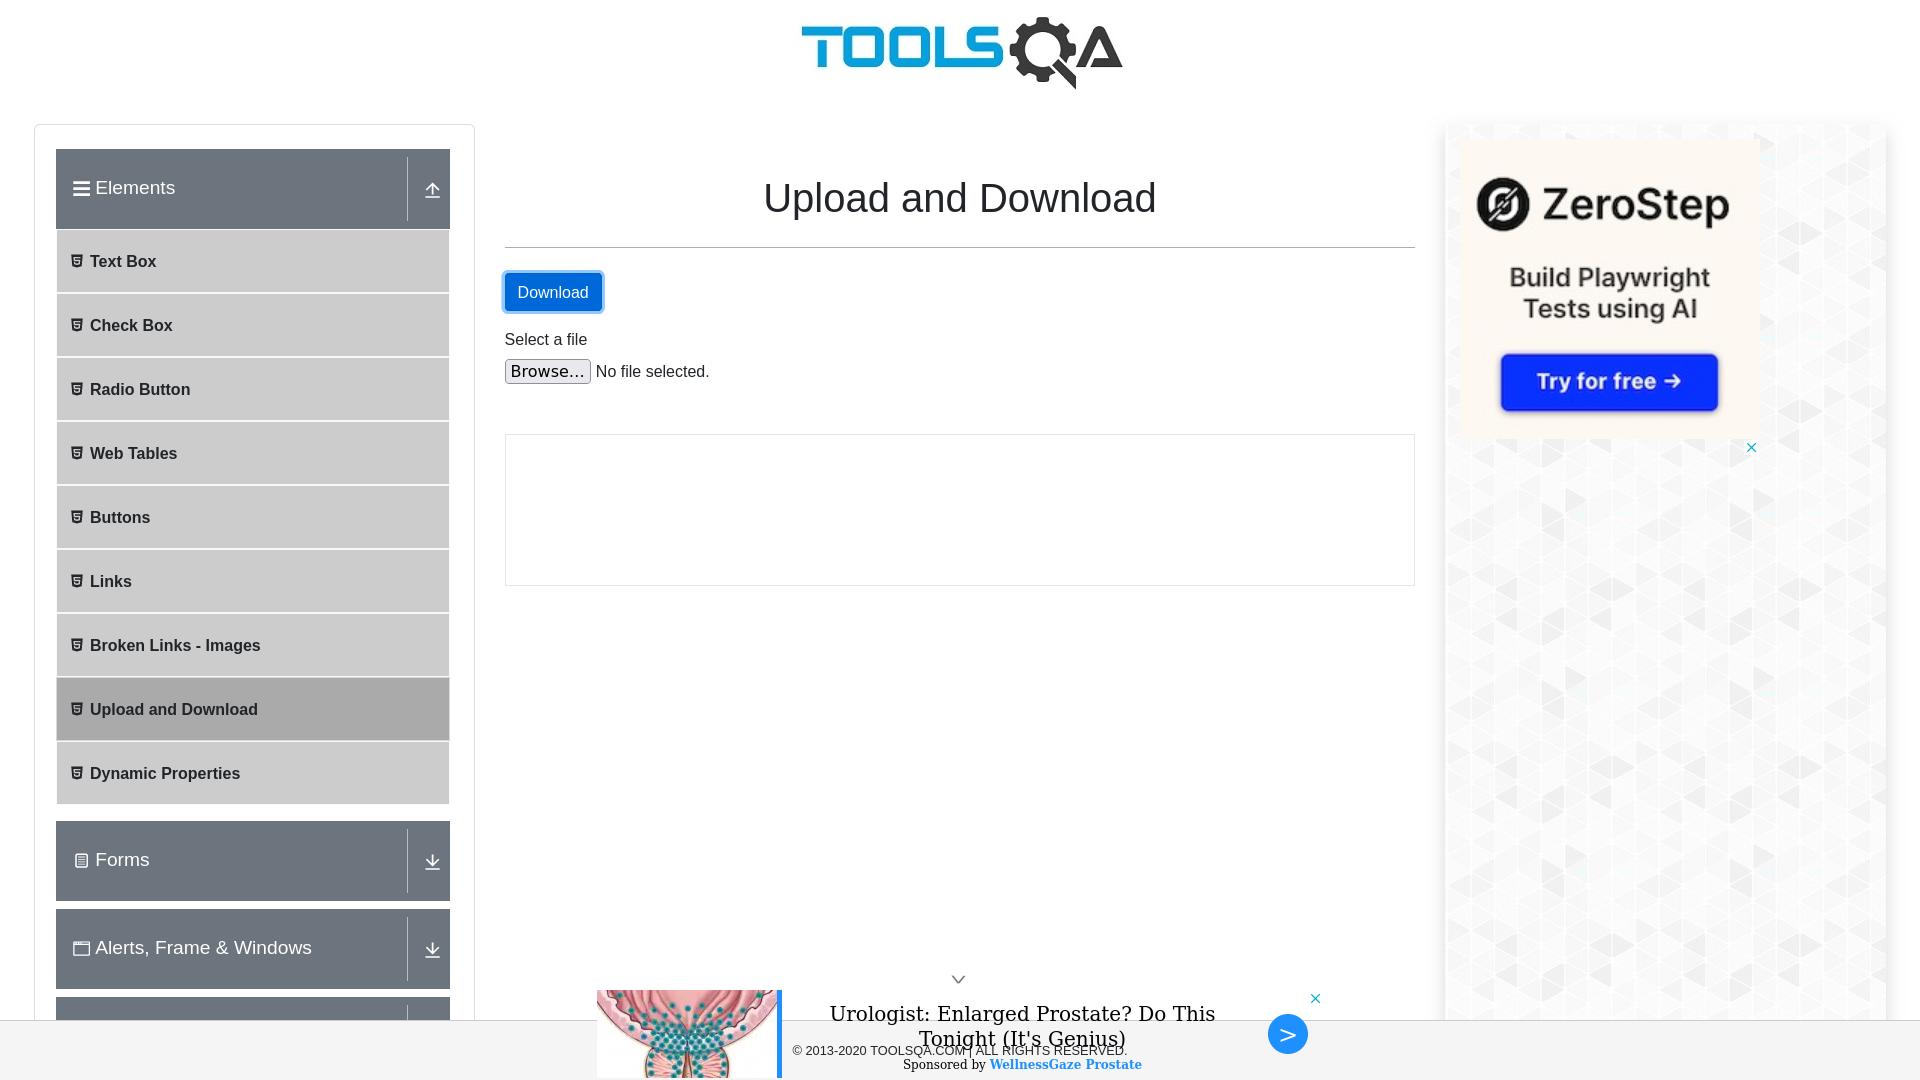 TOOLSQA
Elements
Text Box
Check Box
Radio Button
Web Tables
Buttons
Links
Broken Links - Images
Upload and Download
Dynamic Properties
Forms
Alerts, Frame & Windows
Upload and Download
Download
Select a file
Browse... No file selected.
ZeroStep
Build Playwright
Tests using AI
Try for free →
Urologist: Enlarged Prostate? Do This
Tonight (It's Genius)
© 2013-2020 TOOLSQA.COM | ALL RIGHTS RESERVED.
Sponsored by WellnessGaze Prostate